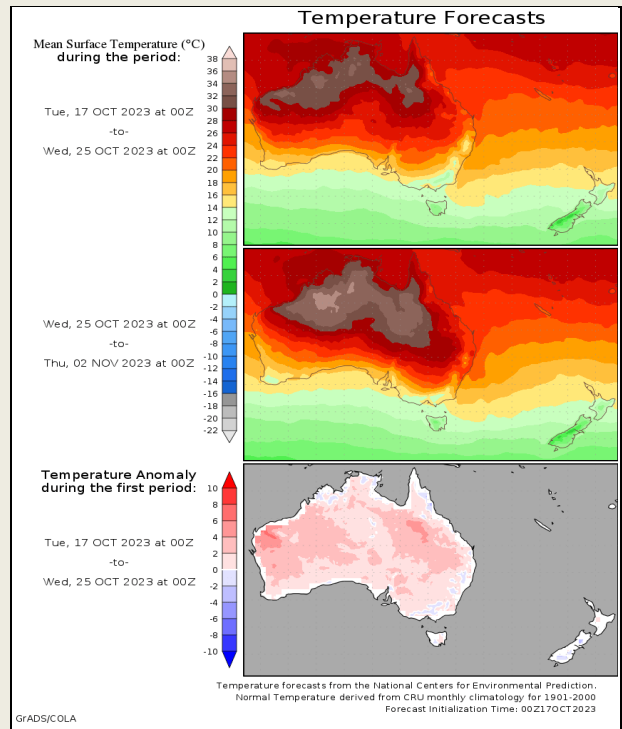 Temperature Forecasts
Mean Surface Temperature (°C)
during the period:
Tue, 17 OCT 2023 at 00Z
-to-
Wed, 25 OCT 2023 at 00Z
38
36
34
32
30
28
26
24
22
20
18
16
14
12
10
8
6
4
2
0
-2
-4
-6
-8
-10
-12
-14
-16
-18
-20
-22
Wed, 25 OCT 2023 at 00Z
-to-
Thu, 02 NOV 2023 at 00Z
Temperature Anomaly
during the first period:
Tue, 17 OCT 2023 at 00Z
-to-
Wed, 25 OCT 2023 at 00Z
10
8
6
4
2
0
-2
-4
-6
-8
-10
Temperature forecasts from the National Centers for Environmental Prediction.
Normal Temperature derived from CRU monthly climatology for 1901-2000
Forecast Initialization Time: 00Z17OCT2023
GrADS/COLA